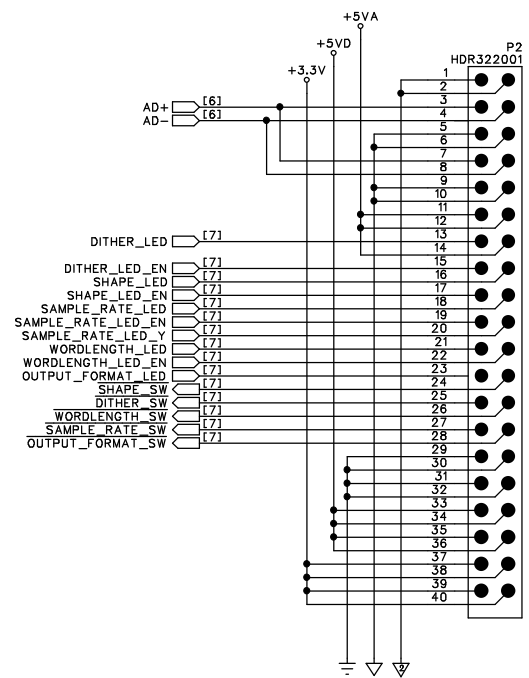 +5VA
+5VD
+3.3V
P2
HDR322001
AD+ [6]
AD- [6]
DITHER_LED [7]
DITHER_LED_EN [7]
SHAPE_LED [7]
SHAPE_LED_EN [7]
SAMPLE_RATE_LED [7]
SAMPLE_RATE_LED_EN [7]
SAMPLE_RATE_LED_Y [7]
WORDLENGTH_LED [7]
WORDLENGTH_LED_EN [7]
OUTPUT_FORMAT_LED [7]
SHAPE_SW [7]
DITHER_SW [7]
WORDLENGTH_SW [7]
SAMPLE_RATE_SW [7]
OUTPUT_FORMAT_SW [7]
1
2
3
4
5
6
7
8
9
10
11
12
13
14
15
16
17
18
19
20
21
22
23
24
25
26
27
28
29
30
31
32
33
34
35
36
37
38
39
40
2